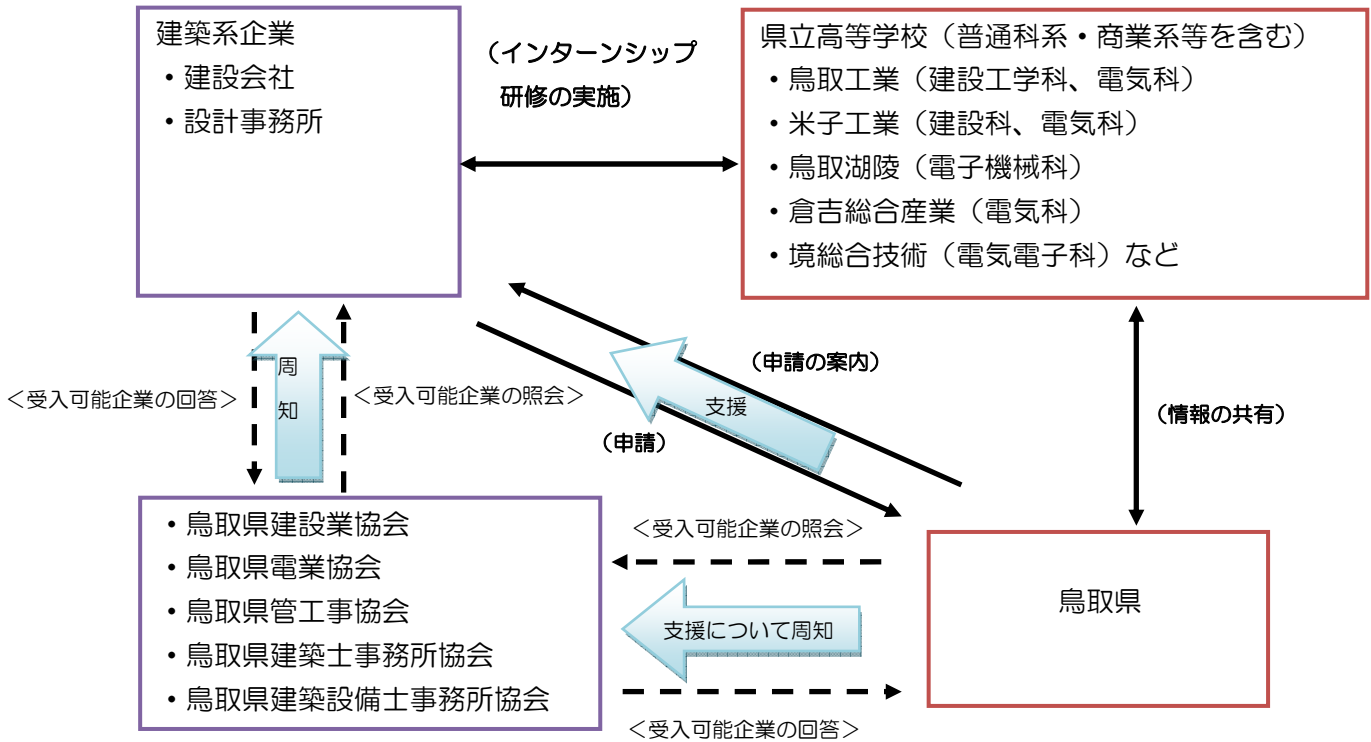 建築系企業
・建設会社
・設計事務所
（インターンシップ
研修の実施）
県立高等学校（普通科系・商業系等を含む）
・鳥取工業（建設工学科、電気科）
・米子工業（建設科、電気科）
・鳥取湖陵（電子機械科）
・倉吉総合産業（電気科）
・境総合技術（電気電子科）など
＜受入可能企業の回答＞
周
知
＜受入可能企業の照会＞
（申請の案内）
支援
（申請）
（情報の共有）
・鳥取県建設業協会
・鳥取県電業協会
・鳥取県管工事協会
・鳥取県建築士事務所協会
・鳥取県建築設備士事務所協会
＜受入可能企業の照会＞
支援について周知
＜受入可能企業の回答＞
鳥取県